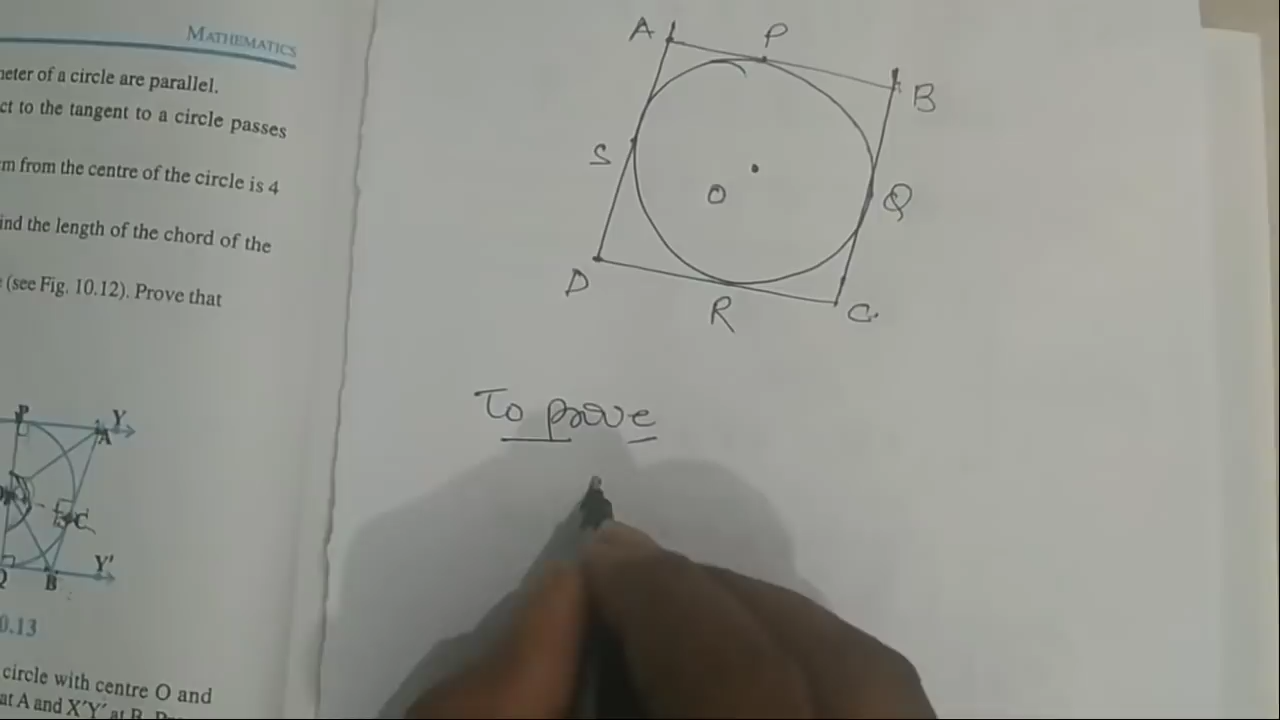 MATHEMATICS
neter of a circle are parallel.
ct to the tangent to a circle passes
m from the centre of the circle is 4
ind the length of the chord of the
(see Fig. 10.12). Prove that
P Y
A
C
Y'
B
0.13
circle with centre O and
at A and X'Y' at B.
A P
B
S
O
Q
D
R C
To prove